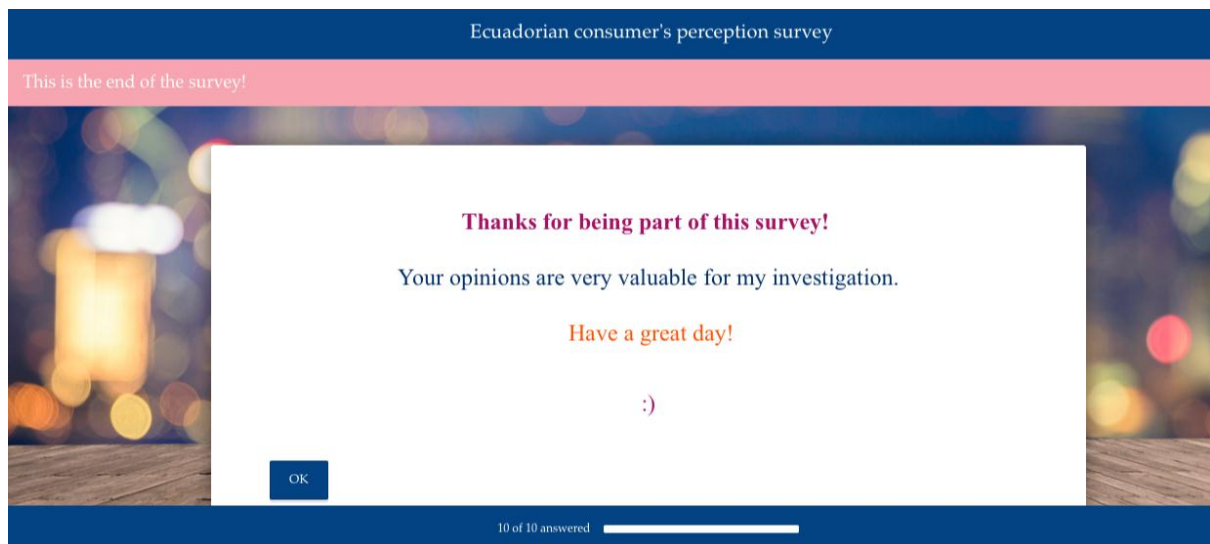 Ecuadorian consumer's perception survey
This is the end of the survey!
Thanks for being part of this survey!
Your opinions are very valuable for my investigation.
Have a great day!
:)
OK
10 of 10 answered